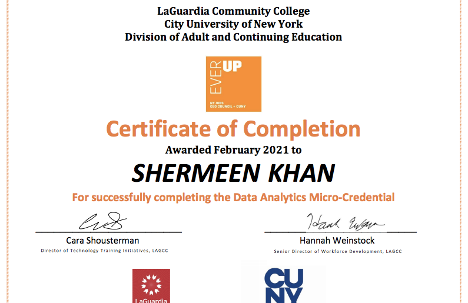 LaGuardia Community College
City University of New York
Division of Adult and Continuing Education
EVER UP
Certificate of Completion
Awarded February 2021 to
SHERMEEN KHAN
For successfully completing the Data Analytics Micro-Credential
Cara Shousterman
Hannah Weinstock
Director of Technology Training Initiatives, LAGCC
Senior Director of Workforce Development, LAGCC
LaGuardia
CU
NY